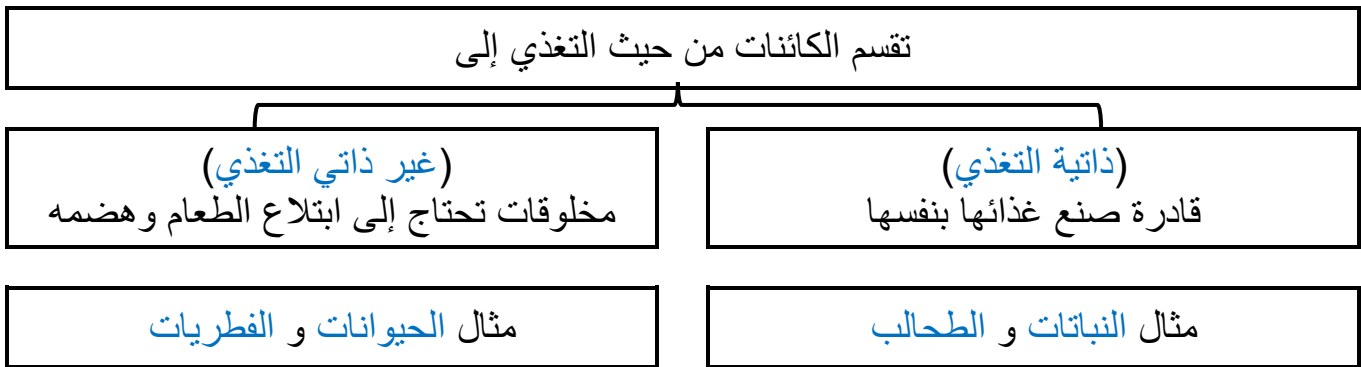 تقسم الكائنات من حيث التغذي إلى
(ذاتية التغذي)
قادرة صنع غذائها بنفسها
مثال النباتات و الطحالب
(غير ذاتي التغذي)
مخلوقات تحتاج إلى ابتلاع الطعام وهضمه
مثال الحيوانات و الفطريات